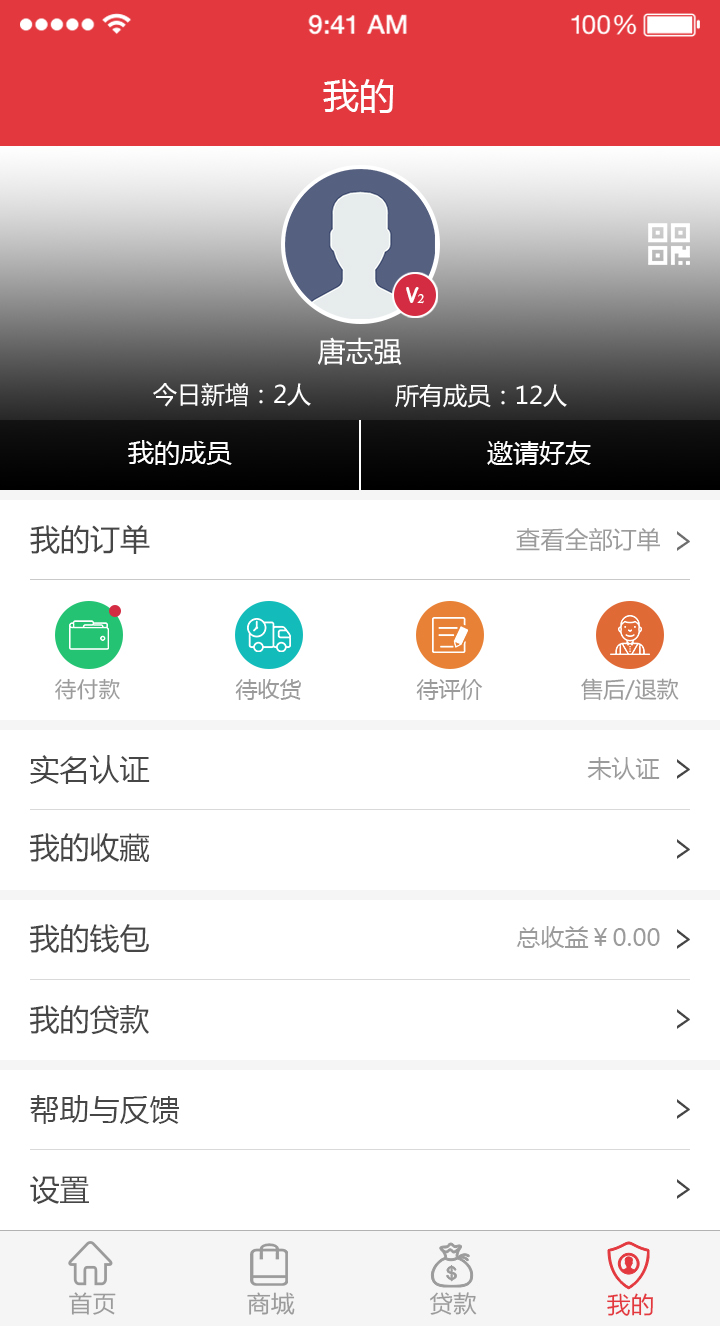 9:41 AM 100%
我的
V2
唐志强
今日新增：2人 所有成员：12人
我的成员 邀请好友
我的订单 查看全部订单
待付款 待收货 待评价 售后/退款
实名认证 未认证
我的收藏
我的钱包 总收益￥0.00
我的贷款
帮助与反馈
设置
$
首页 商城 贷款 我的